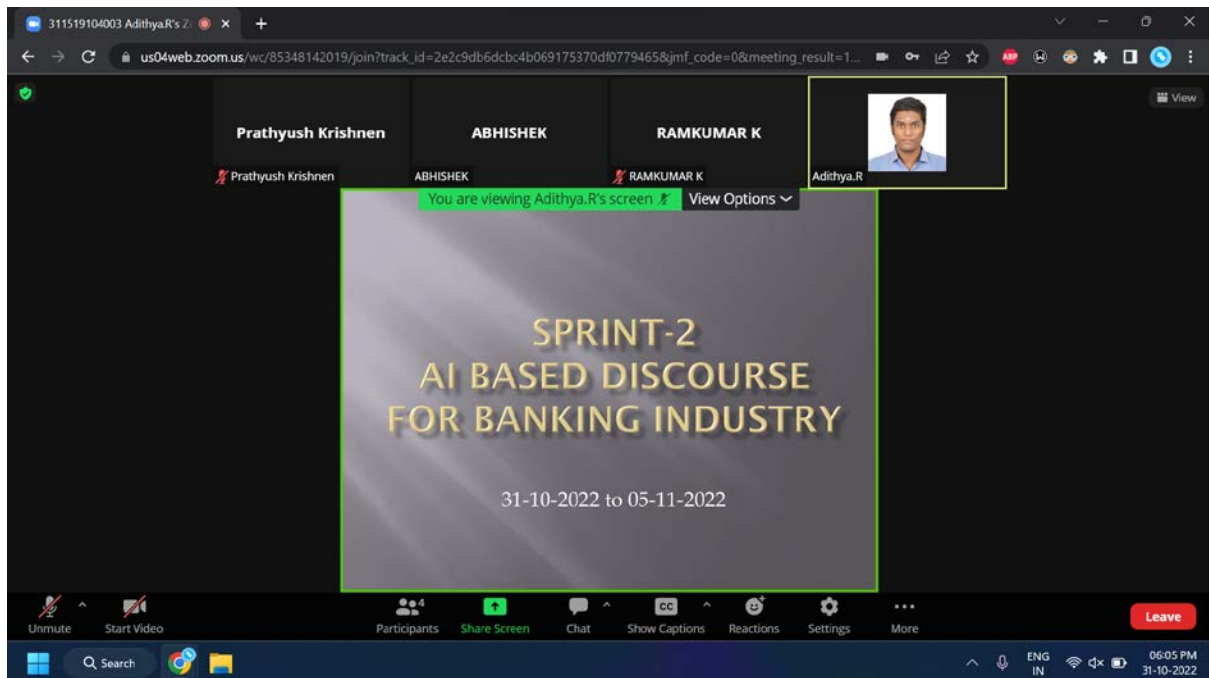 311519104003 Adithya.R's Z
us04web.zoom.us/wc/85348142019/join?track_id=2e2c9db6dcbc4b069175370df0779465&jmf_code=0&meeting_result=1...
ABP
View
Prathyush Krishnen
ABHISHEK
RAMKUMAR K
Prathyush Krishnen
ABHISHEK
RAMKUMAR K
Adithya.R
You are viewing Adithya.R's screen
View Options
SPRINT-2
AI BASED DISCOURSE
FOR BANKING INDUSTRY
31-10-2022 to 05-11-2022
4
CC
Unmute
Start Video
Participants
Share Screen
Chat
Show Captions
Reactions
Settings
More
Leave
Search
ENG
IN
06:05 PM
31-10-2022